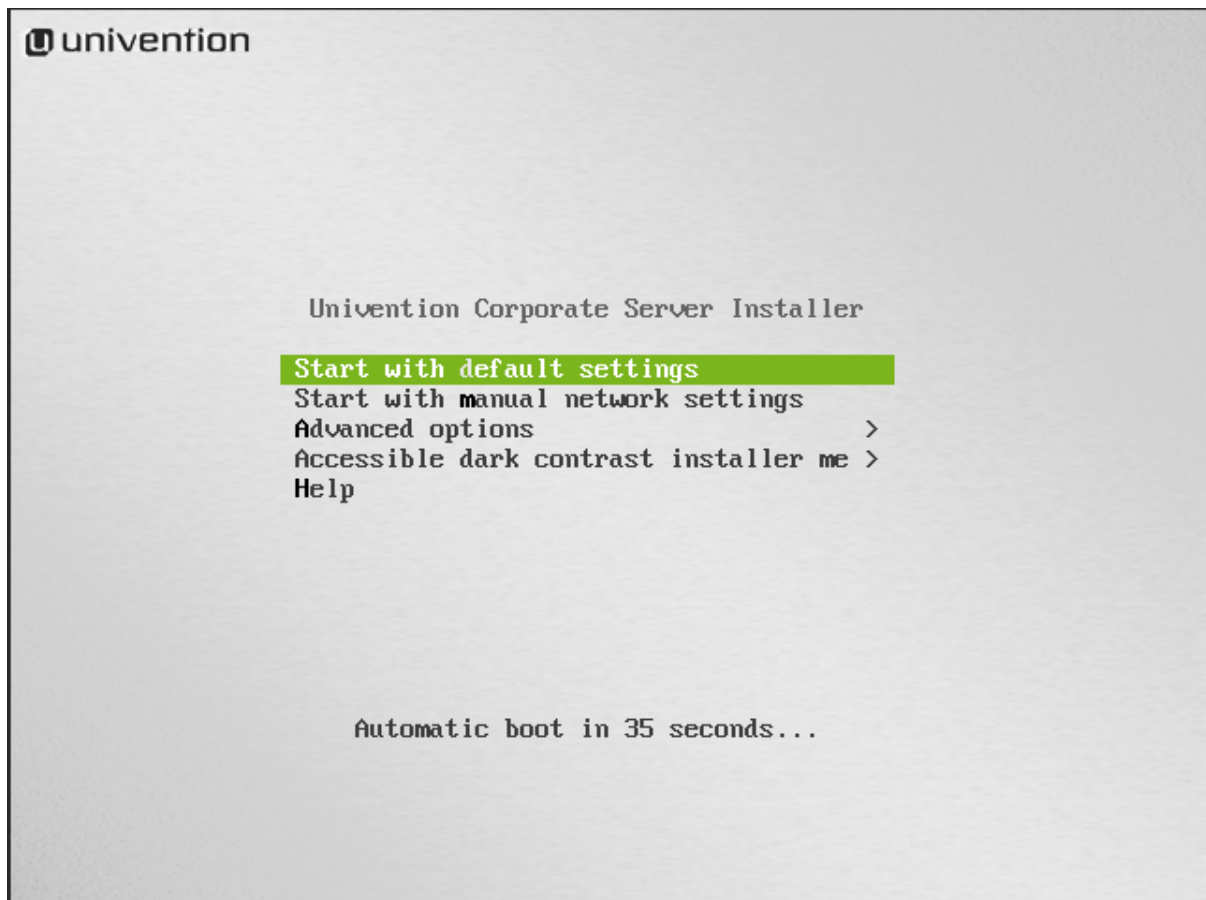 univention
Univention Corporate Server Installer
Start with default settings
Start with manual network settings
Advanced options >
Accessible dark contrast installer me >
Help
Automatic boot in 35 seconds...